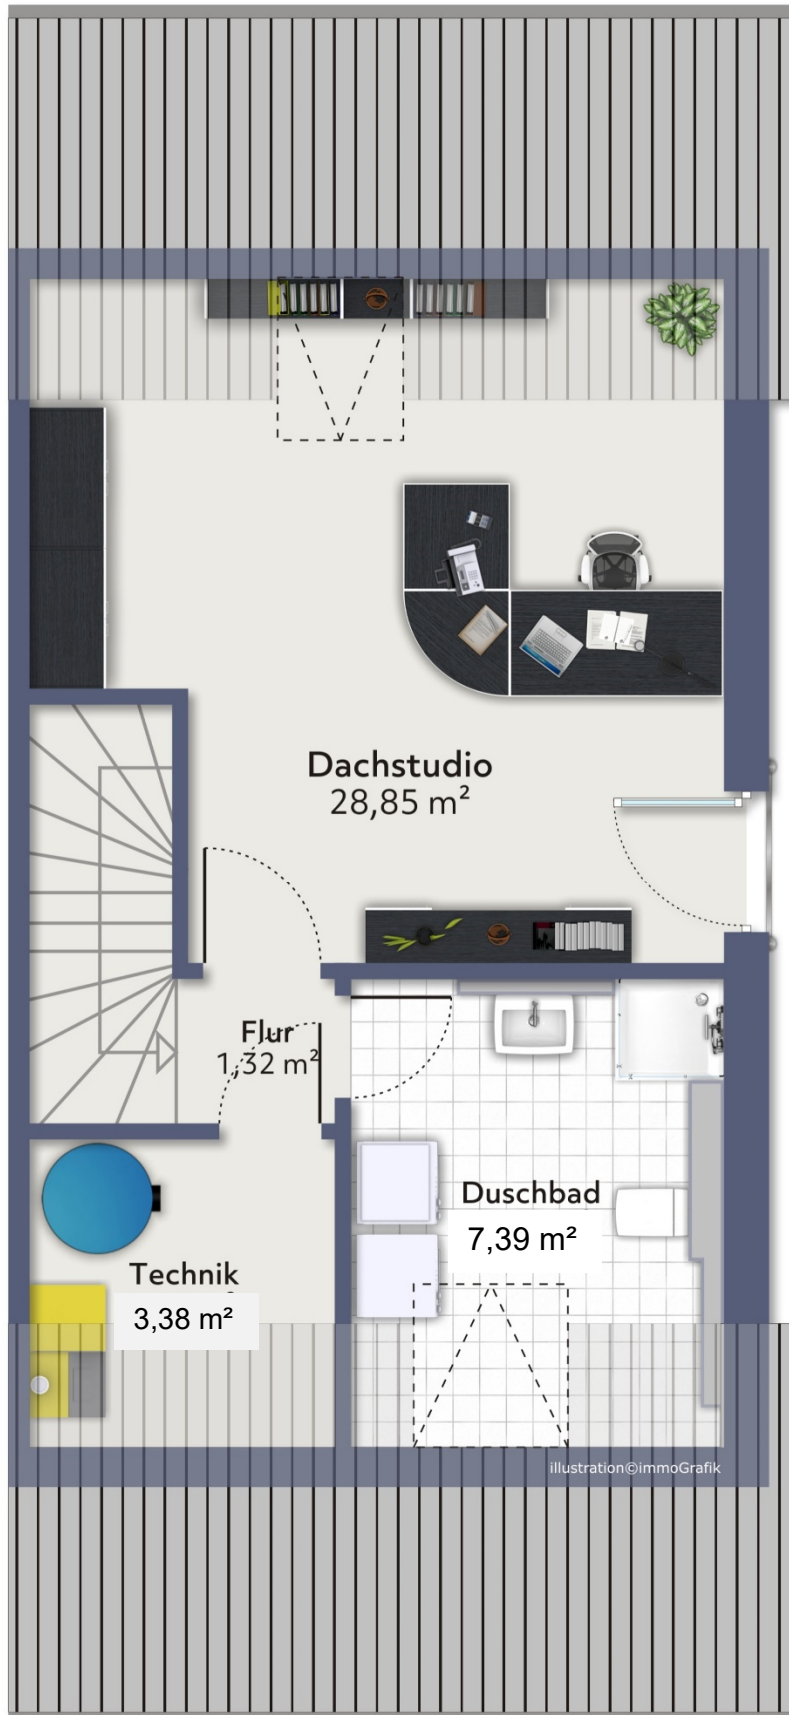 Dachstudio
28,85 m²
Flur
1,32 m²
Duschbad
7,39 m²
Technik
3,38 m²
illustration©immoGrafik